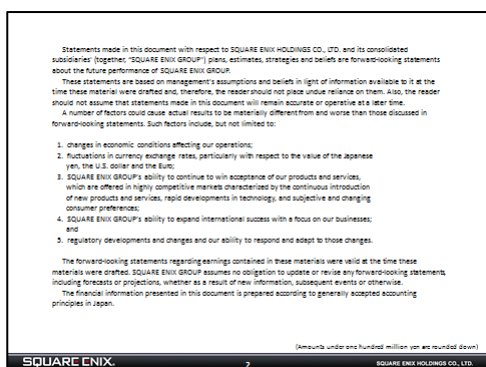 Statements made in this document with respect to SQUARE ENIX HOLDINGS CO., LTD. and its consolidated
subsidiaries' (together, "SQUARE ENIX GROUP") plans, estimates, strategies and beliefs are forward-looking statements
about the future performance of SQUARE ENIX GROUP.
These statements are based on management's assumptions and beliefs in light of information available to it at the
time these material were drafted and, therefore, the reader should not place undue reliance on them. Also, the reader
should not assume that statements made in this document will remain accurate or operative at a later time.
A number of factors could cause actual results to be materially different from and worse than those discussed in
forward-looking statements. Such factors include, but not limited to:
1. changes in economic conditions affecting our operations;
2. fluctuations in currency exchange rates, particularly with respect to the value of the Japanese
yen, the U.S. dollar and the Euro;
3. SQUARE ENIX GROUP's ability to continue to win acceptance of our products and services,
which are offered in highly competitive markets characterized by the continuous introduction
of new products and services, rapid developments in technology, and subjective and changing
consumer preferences;
4. SQUARE ENIX GROUP's ability to expand international success with a focus on our businesses;
and
5. regulatory developments and changes and our ability to respond and adapt to those changes.
The forward-looking statements regarding earnings contained in these materials were valid at the time these
materials were drafted. SQUARE ENIX GROUP assumes no obligation to update or revise any forward-looking statements,
including forecasts or projections, whether as a result of new information, subsequent events or otherwise.
The financial information presented in this document is prepared according to generally accepted accounting
principles in Japan.
(Amounts under one hundred million yen are rounded down)
SQUARE ENIX.
2
SQUARE ENIX HOLDINGS CO., LTD.